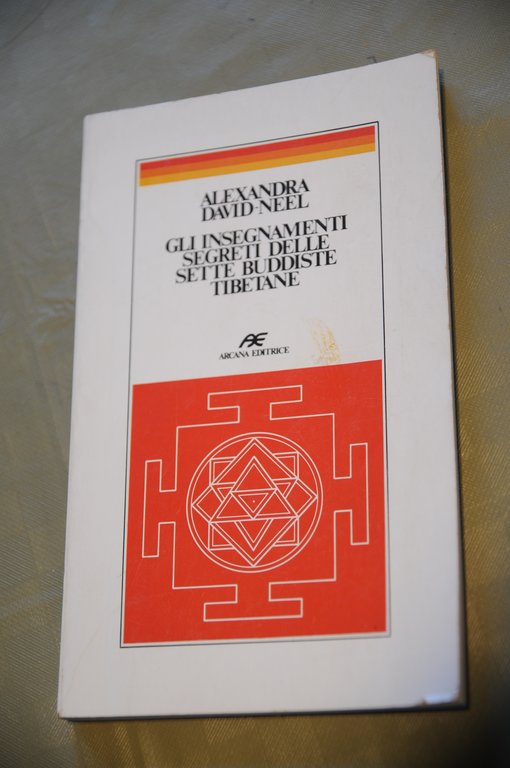 ALEXANDRA
DAVID-NEEL
GLI INSEGNAMENTI
SEGRETI DELLE
SETTE BUDDISTE
TIBETANE
AE
ARCANA EDITRICE